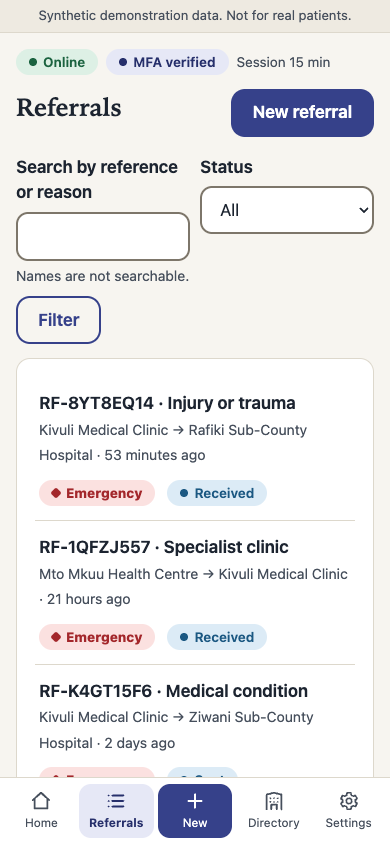 Synthetic demonstration data. Not for real patients.
Online
MFA verified
Session 15 min
Referrals
New referral
Search by reference
or reason
Status
All
Names are not searchable.
Filter
RF-8YT8EQ14 · Injury or trauma
Kivuli Medical Clinic → Rafiki Sub-County
Hospital · 53 minutes ago
Emergency
Received
RF-1QFZJ557 · Specialist clinic
Mto Mkuu Health Centre → Kivuli Medical Clinic
· 21 hours ago
Emergency
Received
RF-K4GT15F6 · Medical condition
Kivuli Medical Clinic → Ziwani Sub-County
Hospital · 2 days ago
Home
Referrals
New
Directory
Settings